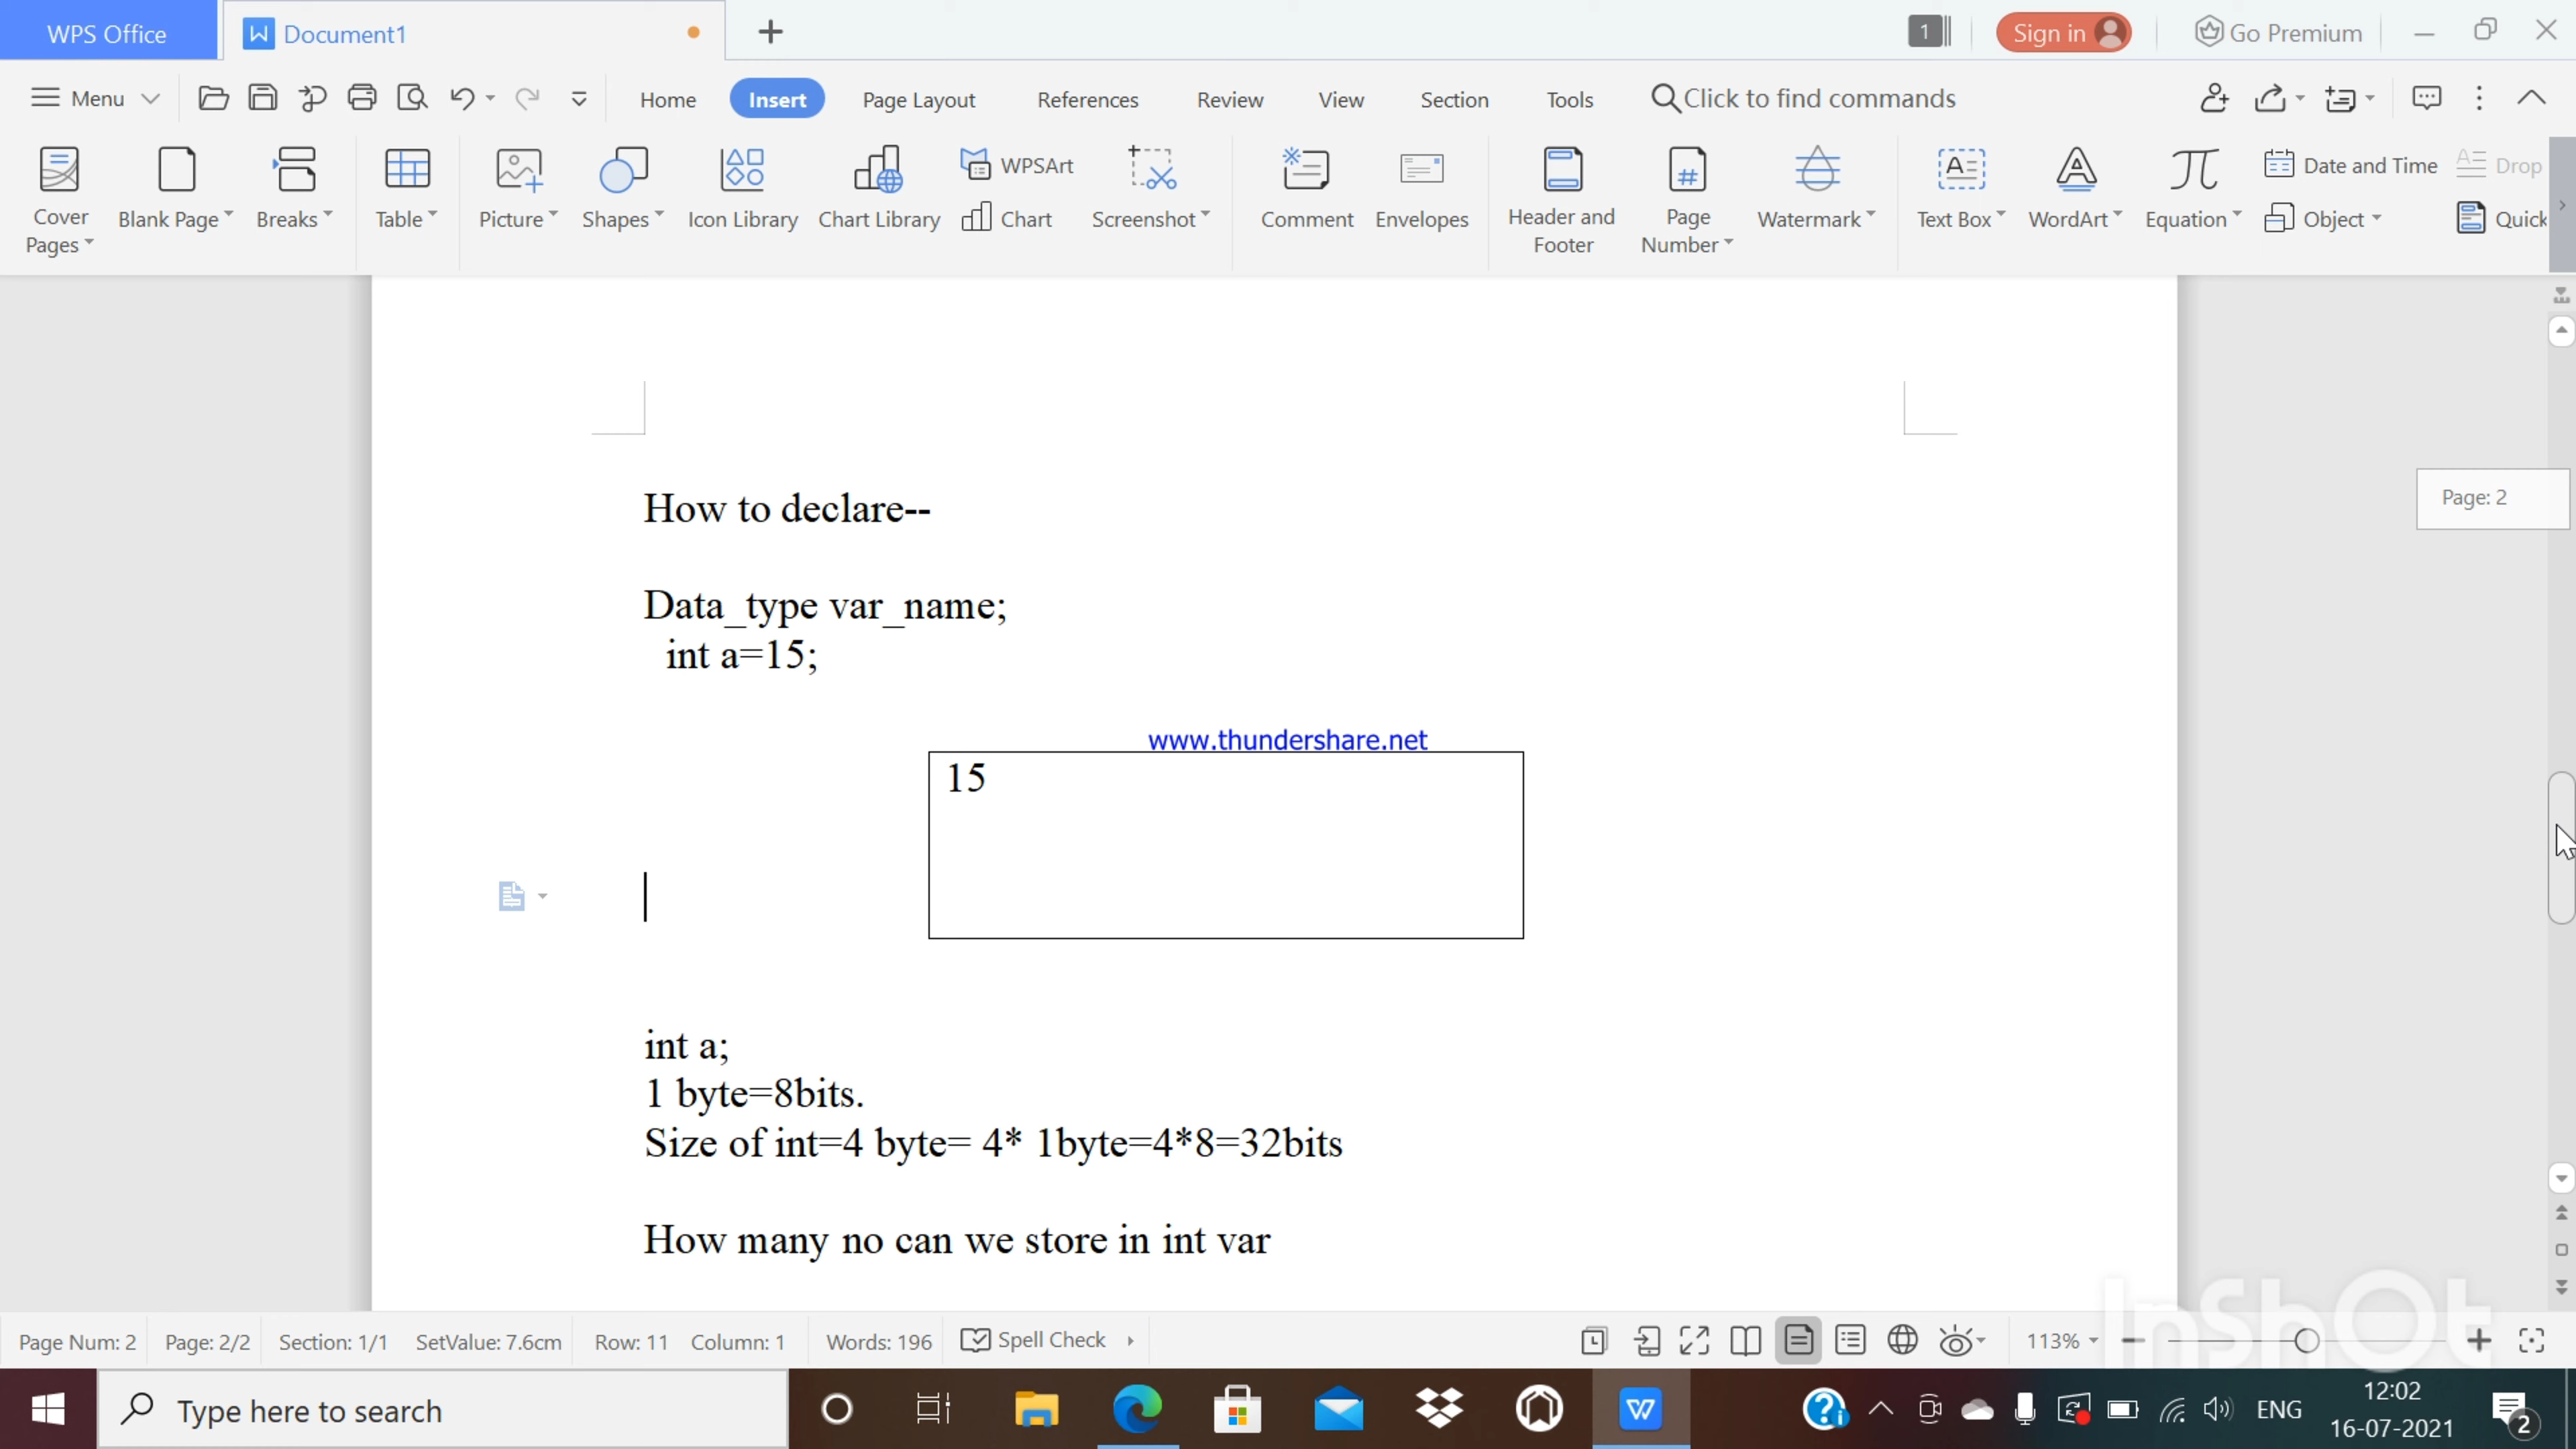 WPS Office
Document1
1
Sign in
Go Premium
Menu
Home
Insert
Page Layout
References
Review
View
Section
Tools
Click to find commands
Cover Pages
Blank Page
Breaks
Table
Picture
Shapes
Icon Library
Chart Library
WPSArt
Chart
Screenshot
Comment
Envelopes
Header and Footer
Page Number
Watermark
Text Box
WordArt
Equation
Date and Time
Object
Drop
Quick
How to declare--
Page: 2
Data_type var_name;
int a=15;
www.thundershare.net
15
int a;
1 byte=8bits.
Size of int=4 byte= 4* 1byte=4*8=32bits
How many no can we store in int var
InShOt
Page Num: 2
Page: 2/2
Section: 1/1
SetValue: 7.6cm
Row: 11
Column: 1
Words: 196
Spell Check
113%
Type here to search
ENG
12:02
16-07-2021
2